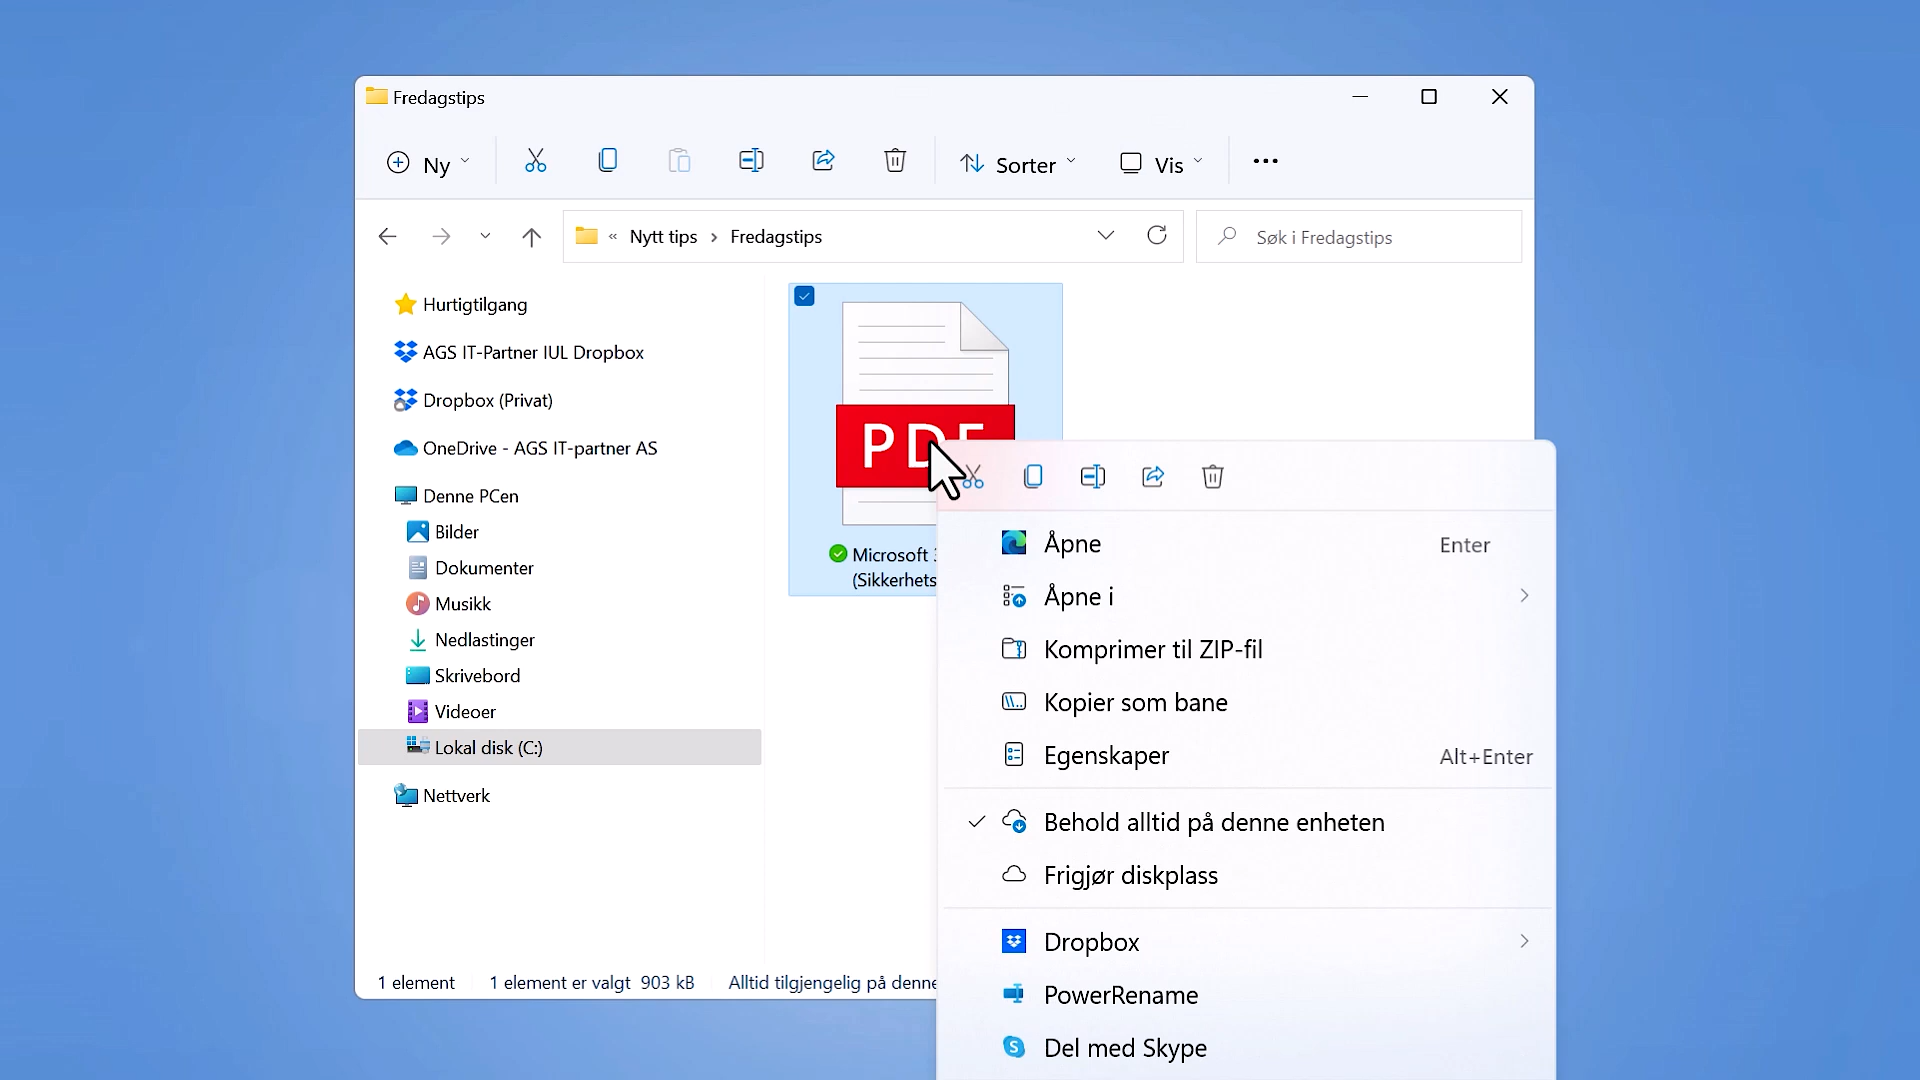 Fredagstips
Ny
Sorter
Vis
« Nytt tips › Fredagstips
Søk i Fredagstips
Hurtigtilgang
AGS IT-Partner IUL Dropbox
Dropbox (Privat)
OneDrive - AGS IT-partner AS
Denne PCen
Bilder
Dokumenter
Musikk
Nedlastinger
Skrivebord
Videoer
Lokal disk (C:)
Nettverk
PDF
Microsoft
(Sikkerhets
Åpne Enter
Åpne i
Komprimer til ZIP-fil
Kopier som bane
Egenskaper Alt+Enter
Behold alltid på denne enheten
Frigjør diskplass
Dropbox
PowerRename
Del med Skype
1 element 1 element er valgt 903 kB Alltid tilgjengelig på denne